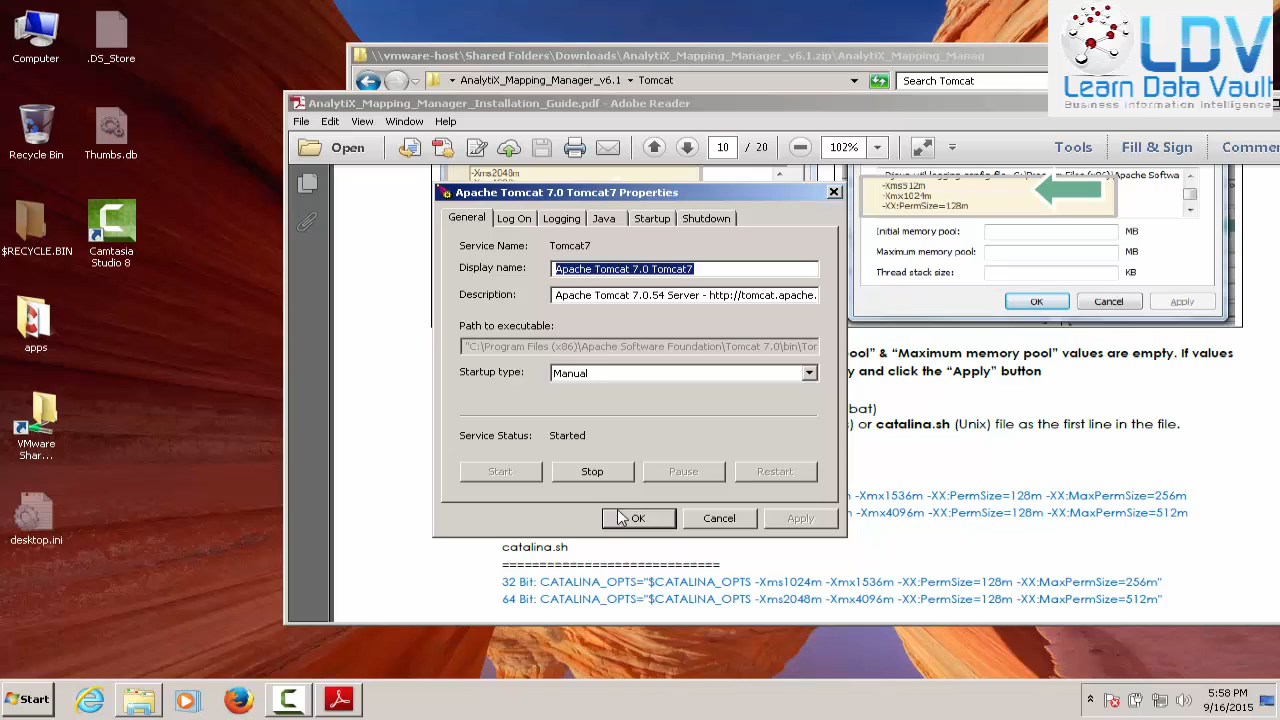 Computer
.DS_Store
Recycle Bin
Thumbs.db
$RECYCLE.BIN
Camtasia
Studio 8
apps
VMware
Shar...
desktop.ini
LDV
Learn Data Vault
Business Information Intelligence
\\vmware-host\Shared Folders\Downloads\AnalytiX_Mapping_Manager_v6.1.zip\AnalytiX_Mapping_Manag
AnalytiX_Mapping_Manager_v6.1 Tomcat
Search Tomcat
AnalytiX_Mapping_Manager_Installation_Guide.pdf - Adobe Reader
File Edit View Window Help
Open 10 / 20 102% Tools Fill & Sign Comme
-Xms2048m
-Xms512m
-Xmx1024m
-XX:PermSize=128m
Initial memory pool: MB
Maximum memory pool: MB
Thread stack size: KB
OK Cancel Apply
Apache Tomcat 7.0 Tomcat7 Properties
General Log On Logging Java Startup Shutdown
Service Name: Tomcat7
Display name: Apache Tomcat 7.0 Tomcat7
Description: Apache Tomcat 7.0.54 Server - http://tomcat.apache.
Path to executable:
"C:\Program Files (x86)\Apache Software Foundation\Tomcat 7.0\bin\Tor
Startup type: Manual
Service Status: Started
Start Stop Pause Restart
OK Cancel Apply
ool" & "Maximum memory pool" values are empty. If values
y and click the "Apply" button
bat)
s) or catalina.sh (Unix) file as the first line in the file.
-Xmx1536m -XX:PermSize=128m -XX:MaxPermSize=256m
-Xmx4096m -XX:PermSize=128m -XX:MaxPermSize=512m
catalina.sh
===========================
32 Bit: CATALINA_OPTS="$CATALINA_OPTS -Xms1024m -Xmx1536m -XX:PermSize=128m -XX:MaxPermSize=256m"
64 Bit: CATALINA_OPTS="$CATALINA_OPTS -Xms2048m -Xmx4096m -XX:PermSize=128m -XX:MaxPermSize=512m"
Start
5:58 PM
9/16/2015